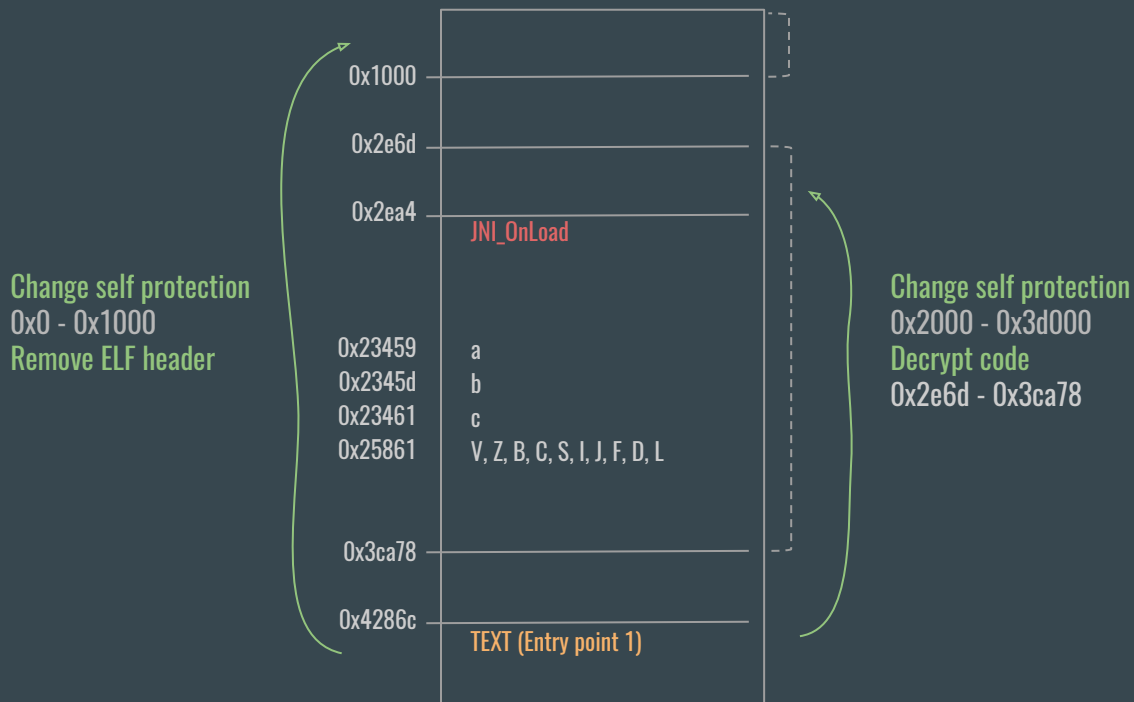 0x1000
0x2e6d
0x2ea4
JNI_OnLoad
Change self protection
0x0 - 0x1000
Remove ELF header
0x23459 a
0x2345d b
0x23461 c
0x25861 V, Z, B, C, S, I, J, F, D, L
0x3ca78
0x4286c
TEXT (Entry point 1)
Change self protection
0x2000 - 0x3d000
Decrypt code
0x2e6d - 0x3ca78